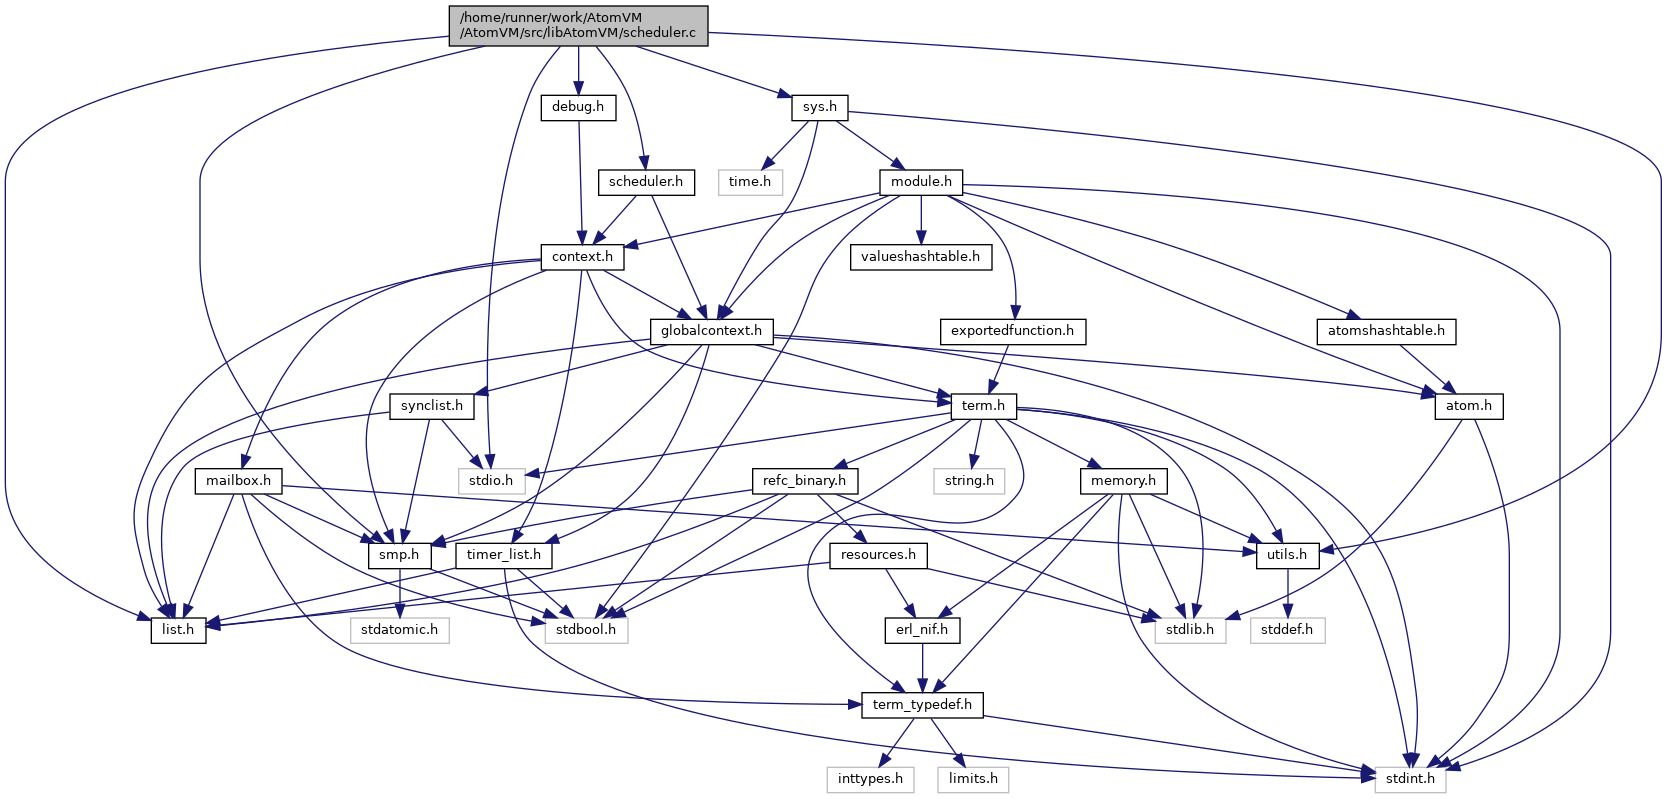 /home/runner/work/AtomVM
/AtomVM/src/libAtomVM/scheduler.c
debug.h
sys.h
scheduler.h
time.h
module.h
context.h
valueshashtable.h
globalcontext.h
exportedfunction.h
atomshashtable.h
synclist.h
term.h
atom.h
mailbox.h
stdio.h
refc_binary.h
string.h
memory.h
smp.h
timer_list.h
resources.h
utils.h
list.h
stdatomic.h
stdbool.h
erl_nif.h
stdlib.h
stddef.h
term_typedef.h
inttypes.h
limits.h
stdint.h